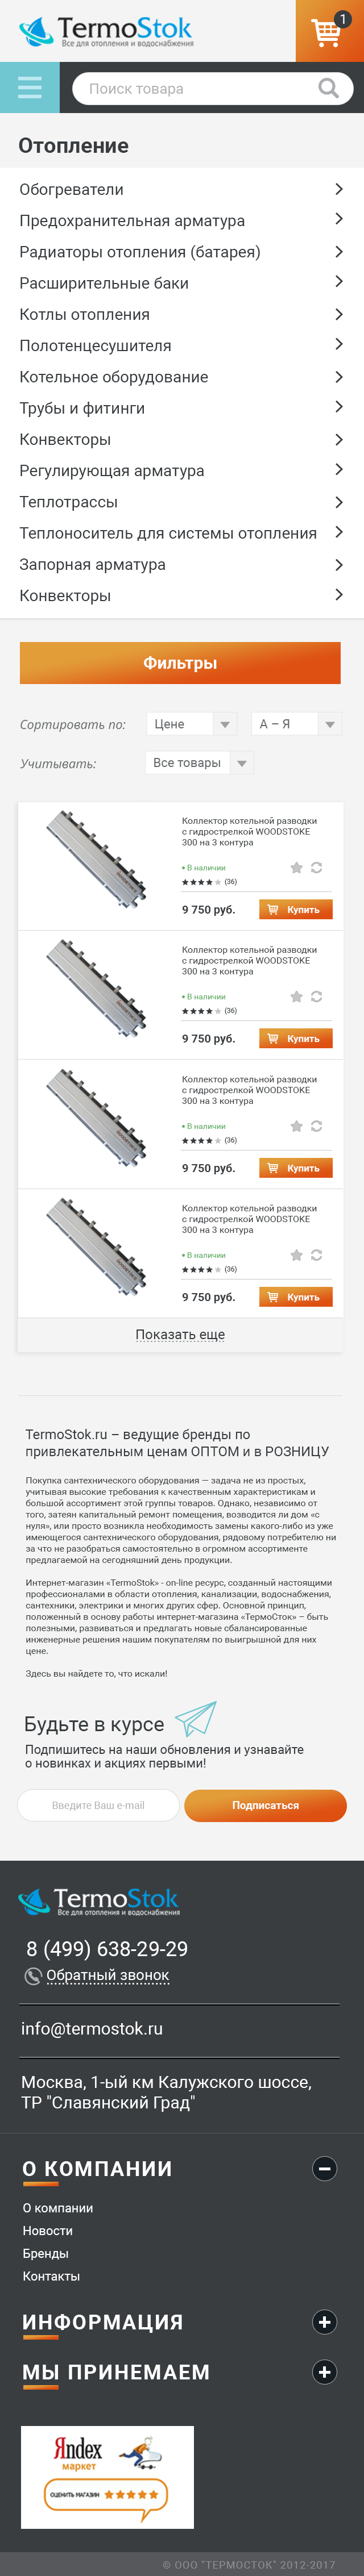 TermoStok
Все для отопления и водоснабжения
1
Поиск товара
Отопление
Обогреватели
Предохранительная арматура
Радиаторы отопления (батарея)
Расширительные баки
Котлы отопления
Полотенцесушителя
Котельное оборудование
Трубы и фитинги
Конвекторы
Регулирующая арматура
Теплотрассы
Теплоноситель для системы отопления
Запорная арматура
Конвекторы
Фильтры
Сортировать по: Цене А – Я
Учитывать: Все товары
Коллектор котельной разводки
с гидрострелкой WOODSTOKE
300 на 3 контура
В наличии
(36)
9 750 руб. Купить
Коллектор котельной разводки
с гидрострелкой WOODSTOKE
300 на 3 контура
В наличии
(36)
9 750 руб. Купить
Коллектор котельной разводки
с гидрострелкой WOODSTOKE
300 на 3 контура
В наличии
(36)
9 750 руб. Купить
Коллектор котельной разводки
с гидрострелкой WOODSTOKE
300 на 3 контура
В наличии
(36)
9 750 руб. Купить
Показать еще
TermoStok.ru – ведущие бренды по
привлекательным ценам ОПТОМ и в РОЗНИЦУ
Покупка сантехнического оборудования — задача не из простых,
учитывая высокие требования к качественным характеристикам и
большой ассортимент этой группы товаров. Однако, независимо от
того, затеян капитальный ремонт помещения, возводится ли дом «с
нуля», или просто возникла необходимость замены какого-либо из уже
имеющегося сантехнического оборудования, рядовому потребителю ни
за что не разобраться самостоятельно в огромном ассортименте
предлагаемой на сегодняшний день продукции.
Интернет-магазин «TermoStok» - on-line ресурс, созданный настоящими
профессионалами в области отопления, канализации, водоснабжения,
сантехники, электрики и многих других сфер. Основной принцип,
положенный в основу работы интернет-магазина «ТермоСток» – быть
полезными, развиваться и предлагать новые сбалансированные
инженерные решения нашим покупателям по выигрышной для них
цене.
Здесь вы найдете то, что искали!
Будьте в курсе
Подпишитесь на наши обновления и узнавайте
о новинках и акциях первыми!
Введите Ваш e-mail Подписаться
TermoStok
Все для отопления и водоснабжения
8 (499) 638-29-29
Обратный звонок
info@termostok.ru
Москва, 1-ый км Калужского шоссе,
ТР "Славянский Град"
О КОМПАНИИ
О компании
Новости
Бренды
Контакты
ИНФОРМАЦИЯ
МЫ ПРИНЕМАЕМ
Яndex
маркет
ОЦЕНИТЬ МАГАЗИН
© ООО "ТЕРМОСТОК" 2012-2017